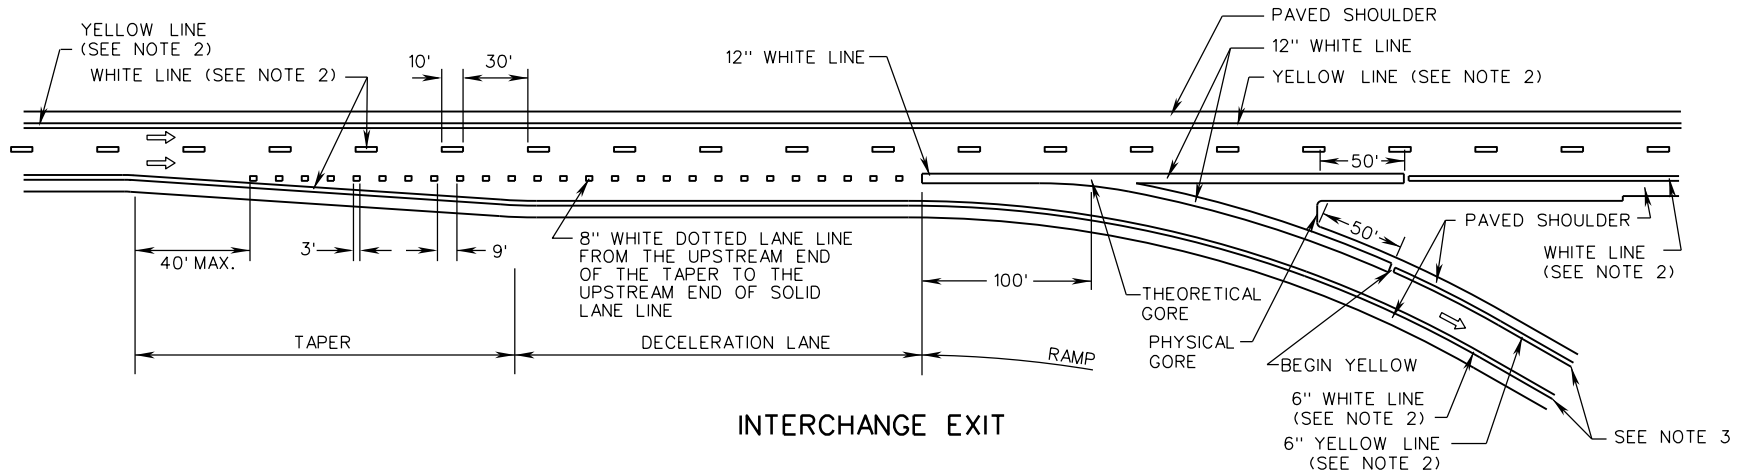 YELLOW LINE
(SEE NOTE 2)
WHITE LINE (SEE NOTE 2)
10'
30'
12" WHITE LINE
PAVED SHOULDER
12" WHITE LINE
YELLOW LINE (SEE NOTE 2)
50'
40' MAX.
3'
9'
8" WHITE DOTTED LANE LINE
FROM THE UPSTREAM END
OF THE TAPER TO THE
UPSTREAM END OF SOLID
LANE LINE
100'
THEORETICAL
GORE
PHYSICAL
GORE
50'
PAVED SHOULDER
WHITE LINE
(SEE NOTE 2)
TAPER
DECELERATION LANE
RAMP
BEGIN YELLOW
6" WHITE LINE
(SEE NOTE 2)
6" YELLOW LINE
(SEE NOTE 2)
SEE NOTE 3
INTERCHANGE EXIT